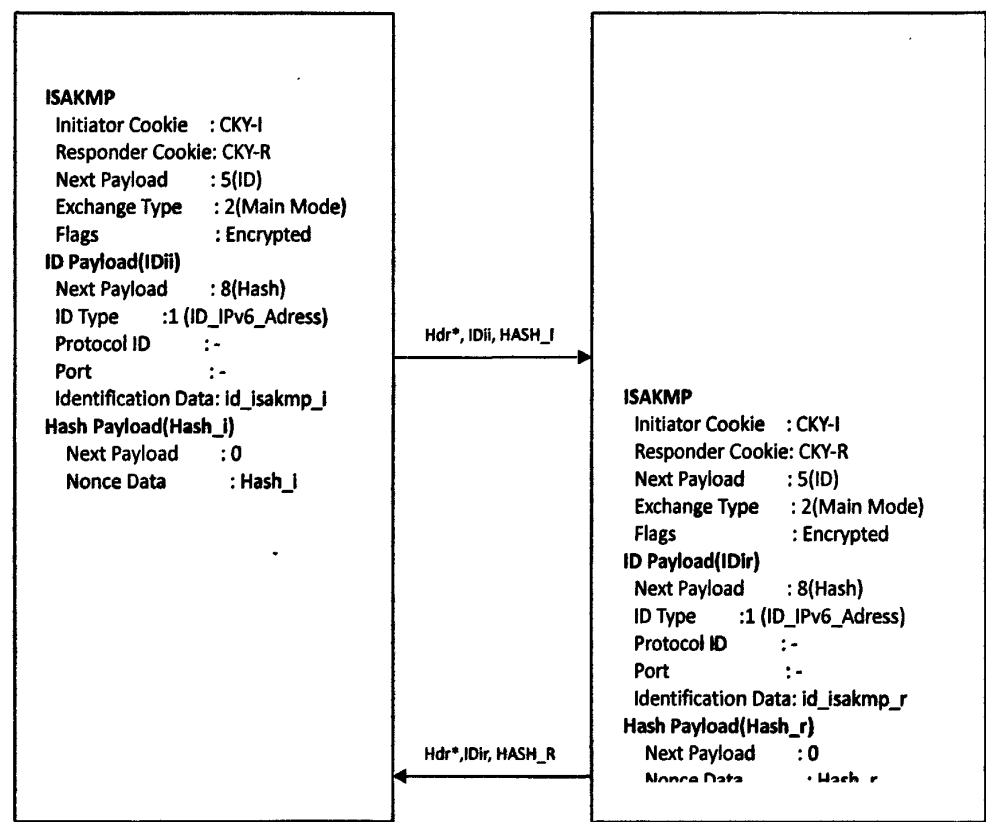 ISAKMP
Initiator Cookie : CKY-I
Responder Cookie: CKY-R
Next Payload : 5(ID)
Exchange Type : 2(Main Mode)
Flags : Encrypted
ID Payload(IDii)
Next Payload : 8(Hash)
ID Type :1 (ID_IPv6_Adress)
Protocol ID : -
Port : -
Identification Data: id_isakmp_i
Hash Payload(Hash_i)
Next Payload : 0
Nonce Data : Hash_i
Hdr*, IDii, HASH_I
ISAKMP
Initiator Cookie : CKY-I
Responder Cookie: CKY-R
Next Payload : 5(ID)
Exchange Type : 2(Main Mode)
Flags : Encrypted
ID Payload(IDir)
Next Payload : 8(Hash)
ID Type :1 (ID_IPv6_Adress)
Protocol ID : -
Port : -
Identification Data: id_isakmp_r
Hash Payload(Hash_r)
Next Payload : 0
Nonce Data : Hash_r
Hdr*,IDir, HASH_R